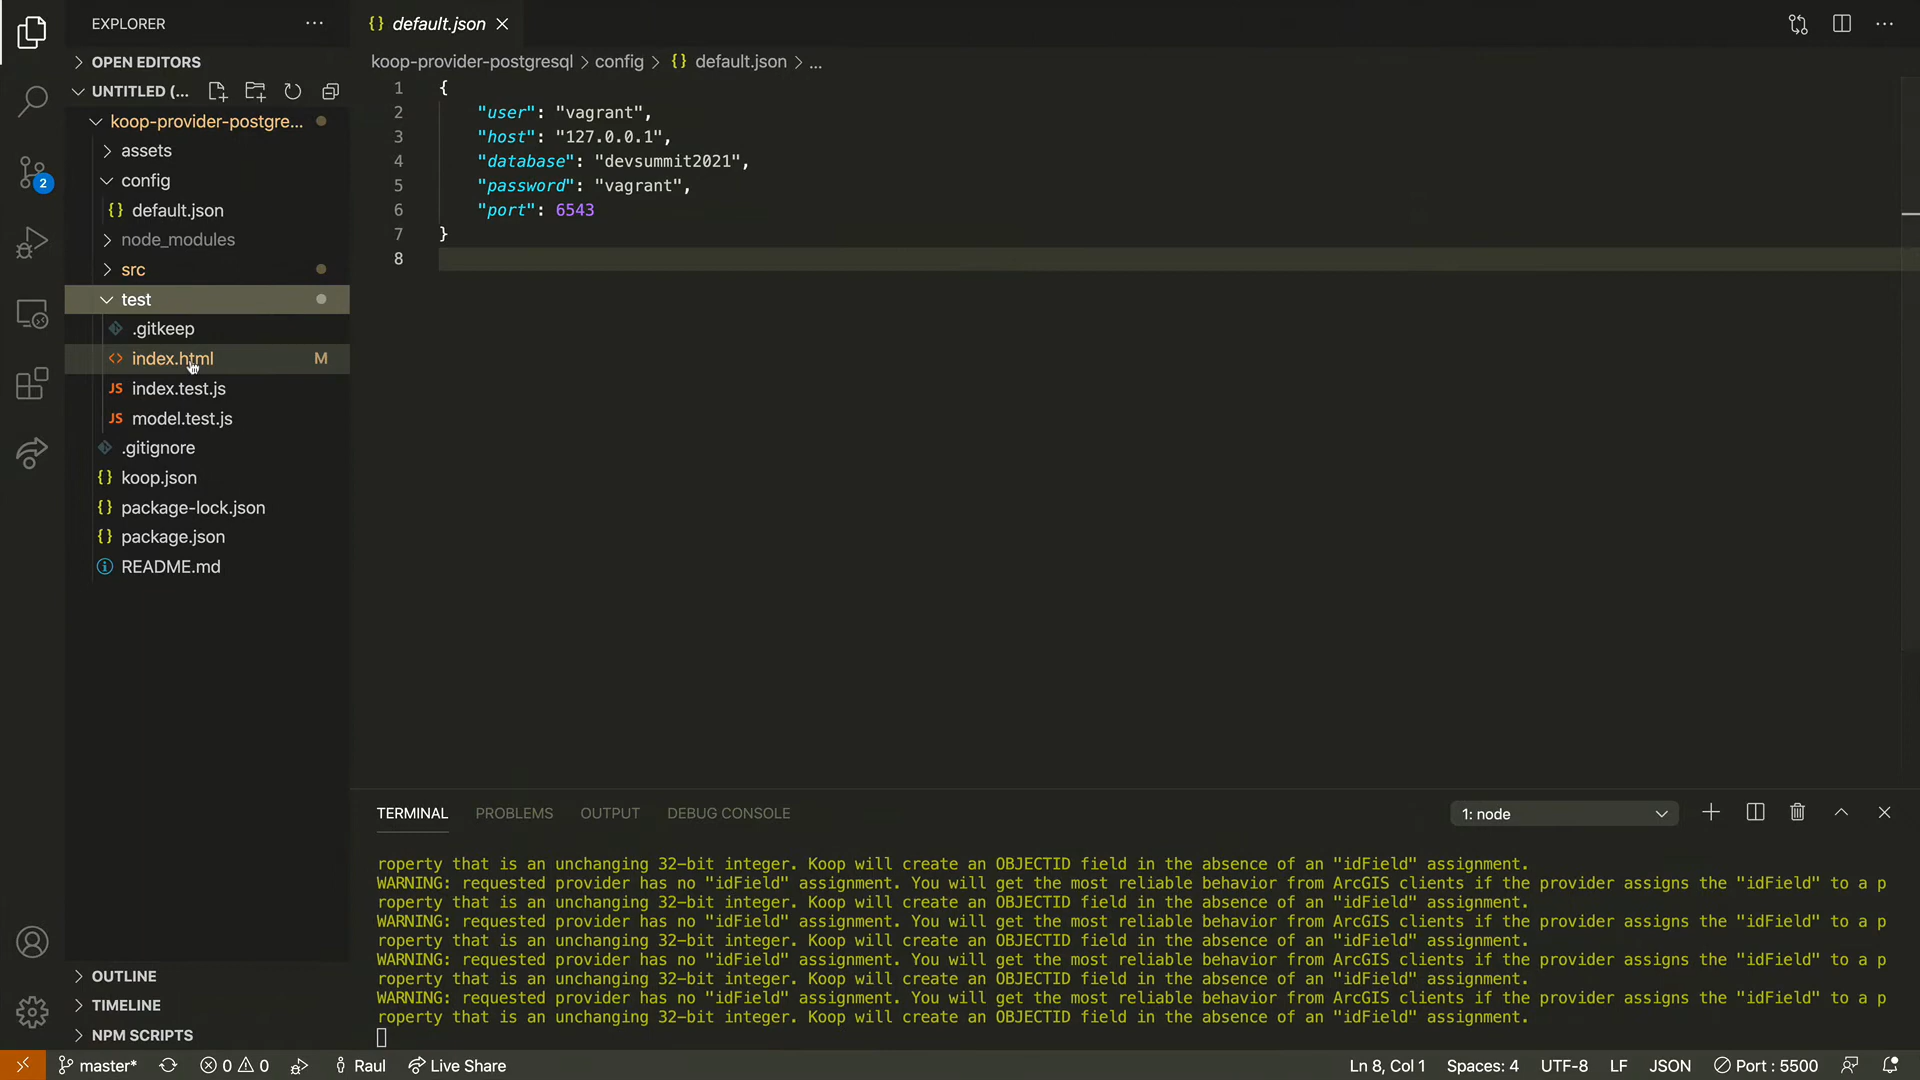 EXPLORER
default.json
OPEN EDITORS
koop-provider-postgresql > config > {} default.json > ...
UNTITLED (...
koop-provider-postgre...
assets
config
{} default.json
node_modules
src
test
.gitkeep
<> index.html M
JS index.test.js
JS model.test.js
.gitignore
{} koop.json
{} package-lock.json
{} package.json
README.md
2
OUTLINE
TIMELINE
NPM SCRIPTS
1 {
2 "user": "vagrant",
3 "host": "127.0.0.1",
4 "database": "devsummit2021",
5 "password": "vagrant",
6 "port": 6543
7 }
8
TERMINAL PROBLEMS OUTPUT DEBUG CONSOLE 1: node
roperty that is an unchanging 32-bit integer. Koop will create an OBJECTID field in the absence of an "idField" assignment.
WARNING: requested provider has no "idField" assignment. You will get the most reliable behavior from ArcGIS clients if the provider assigns the "idField" to a p
roperty that is an unchanging 32-bit integer. Koop will create an OBJECTID field in the absence of an "idField" assignment.
WARNING: requested provider has no "idField" assignment. You will get the most reliable behavior from ArcGIS clients if the provider assigns the "idField" to a p
roperty that is an unchanging 32-bit integer. Koop will create an OBJECTID field in the absence of an "idField" assignment.
WARNING: requested provider has no "idField" assignment. You will get the most reliable behavior from ArcGIS clients if the provider assigns the "idField" to a p
roperty that is an unchanging 32-bit integer. Koop will create an OBJECTID field in the absence of an "idField" assignment.
WARNING: requested provider has no "idField" assignment. You will get the most reliable behavior from ArcGIS clients if the provider assigns the "idField" to a p
roperty that is an unchanging 32-bit integer. Koop will create an OBJECTID field in the absence of an "idField" assignment.
master* 0 0 Raul Live Share Ln 8, Col 1 Spaces: 4 UTF-8 LF JSON Port : 5500